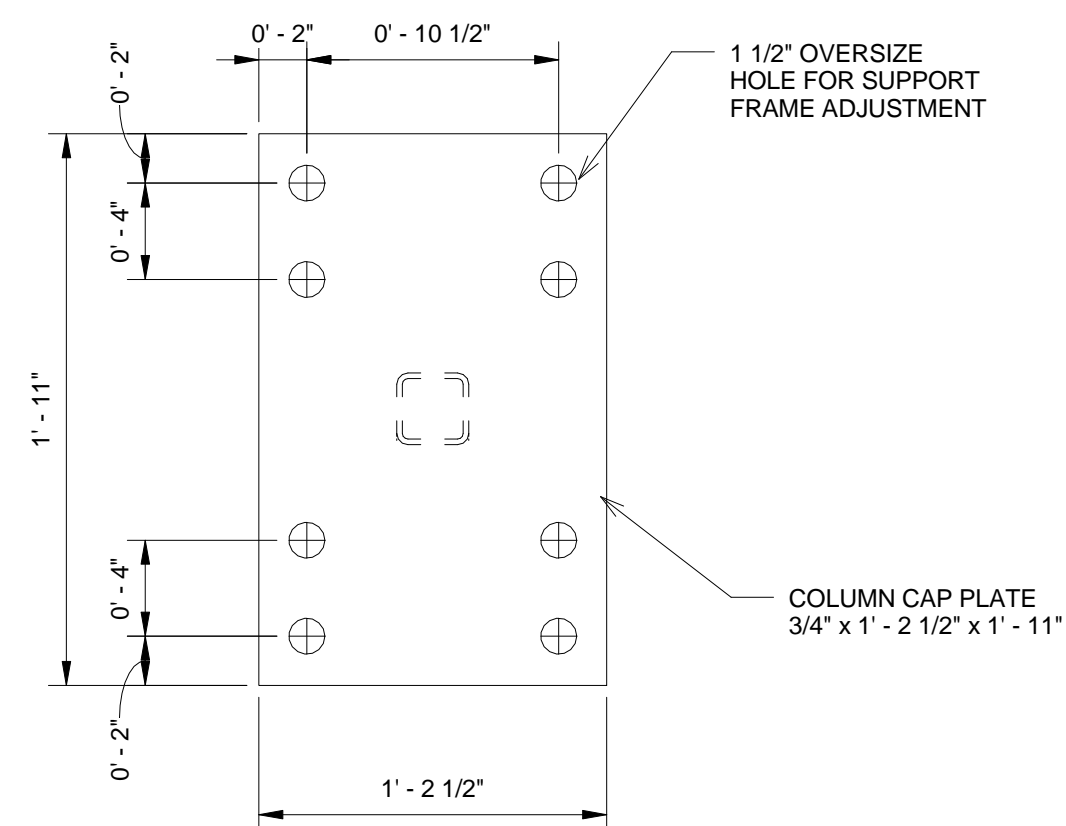 0' - 2"
0' - 10 1/2"
1 1/2" OVERSIZE
HOLE FOR SUPPORT
FRAME ADJUSTMENT
0' - 2"
0' - 4"
1' - 11"
0' - 4"
0' - 2"
COLUMN CAP PLATE
3/4" x 1' - 2 1/2" x 1' - 11"
1' - 2 1/2"